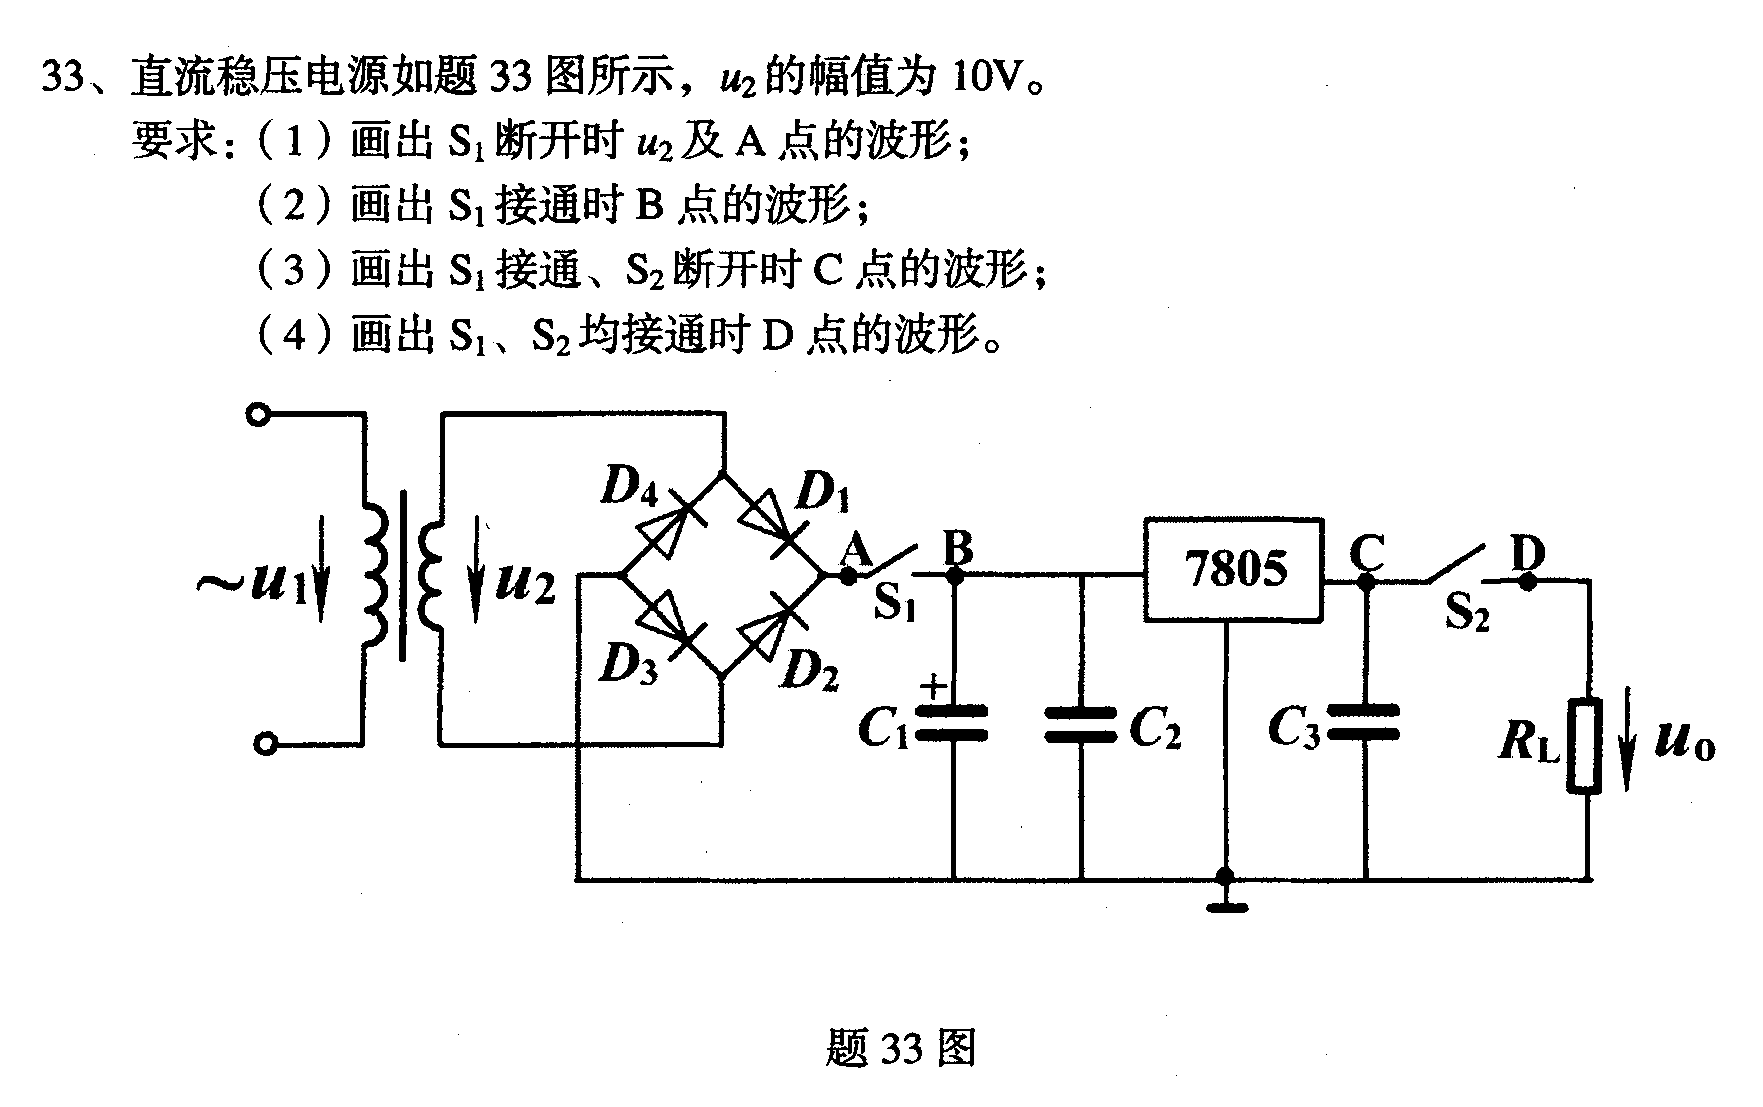 33、直流稳压电源如题 33 图所示，u2 的幅值为 10V。
要求：（1）画出 S1 断开时 u2 及 A 点的波形；
（2）画出 S1 接通时 B 点的波形；
（3）画出 S1 接通、S2 断开时 C 点的波形；
（4）画出 S1、S2 均接通时 D 点的波形。
D4 D1
A B 7805 C D
~u1 u2 S1 S2
D3 D2
+
C1 C2 C3 RL uo
题 33 图